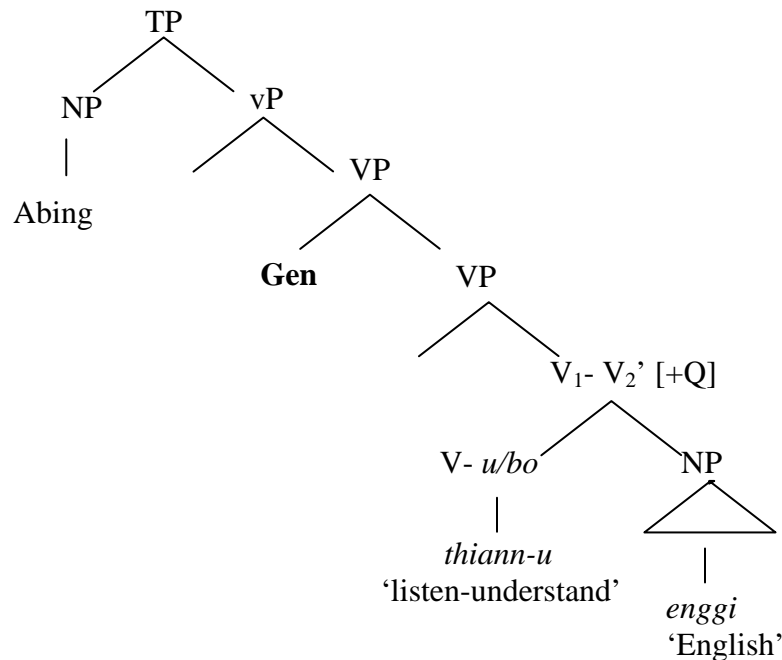 TP
NP
vP
Abing
VP
Gen
VP
V₁- V₂’ [+Q]
V- u/bo
NP
thiann-u
‘listen-understand’
enggi
‘English’